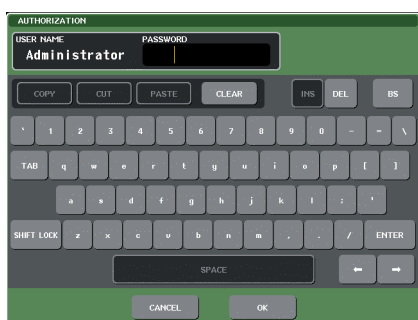 AUTHORIZATION
USER NAME PASSWORD
Administrator
COPY CUT PASTE CLEAR INS DEL BS
` 1 2 3 4 5 6 7 8 9 0 - = \
TAB q w e r t y u i o p [ ]
a s d f g h j k l ; '
SHIFT LOCK z x c v b n m , . / ENTER
SPACE ← →
CANCEL OK